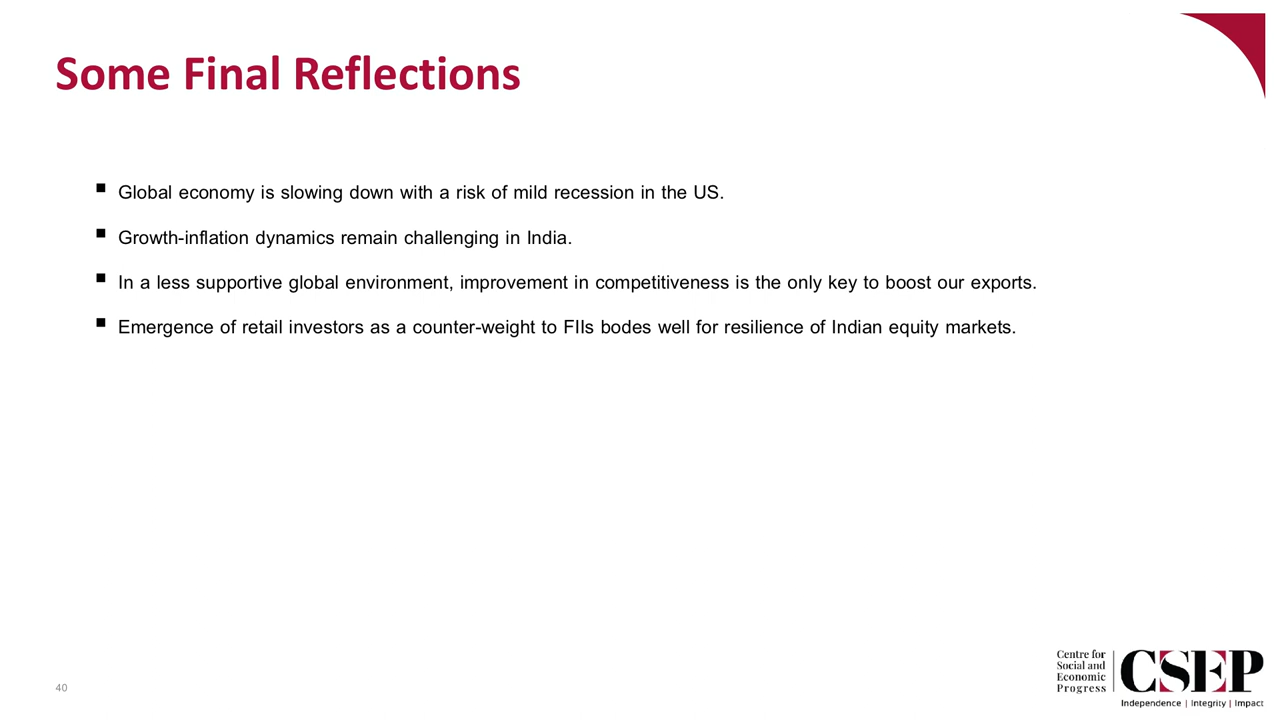 Some Final Reflections
▪ Global economy is slowing down with a risk of mild recession in the US.
▪ Growth-inflation dynamics remain challenging in India.
▪ In a less supportive global environment, improvement in competitiveness is the only key to boost our exports.
▪ Emergence of retail investors as a counter-weight to FIIs bodes well for resilience of Indian equity markets.
40
Centre for
Social and
Economic
Progress
CSEP
Independence | Integrity | Impact